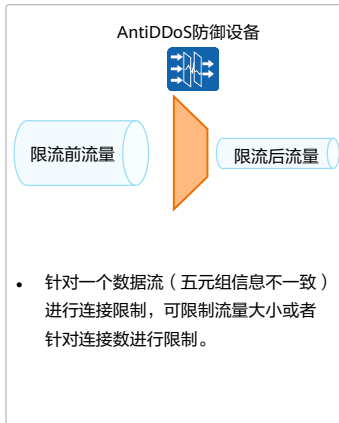 AntiDDoS防御设备
限流前流量
限流后流量
• 针对一个数据流（五元组信息不一致）
进行连接限制，可限制流量大小或者
针对连接数进行限制。